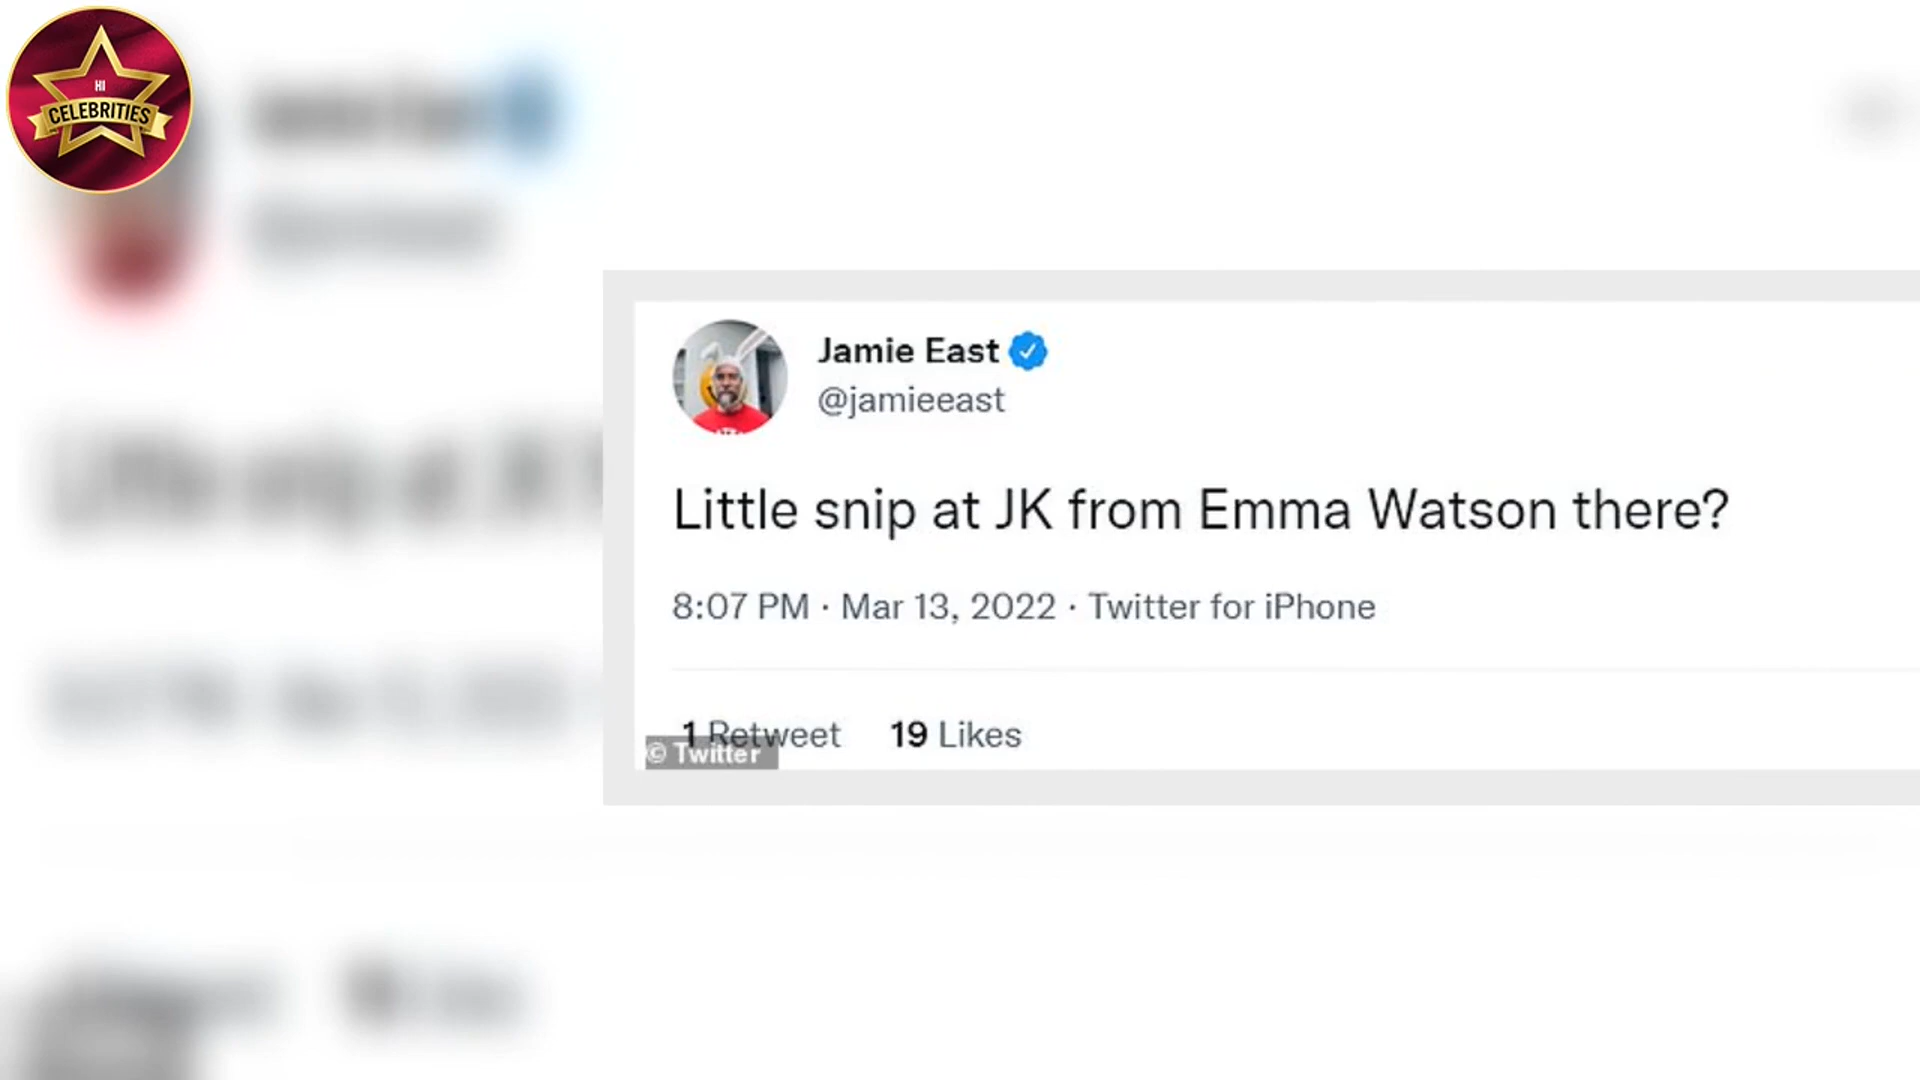 HI
CELEBRITIES
Jamie East
@jamieeast
Little snip at JK from Emma Watson there?
8:07 PM · Mar 13, 2022 · Twitter for iPhone
1 Retweet 19 Likes
© Twitter